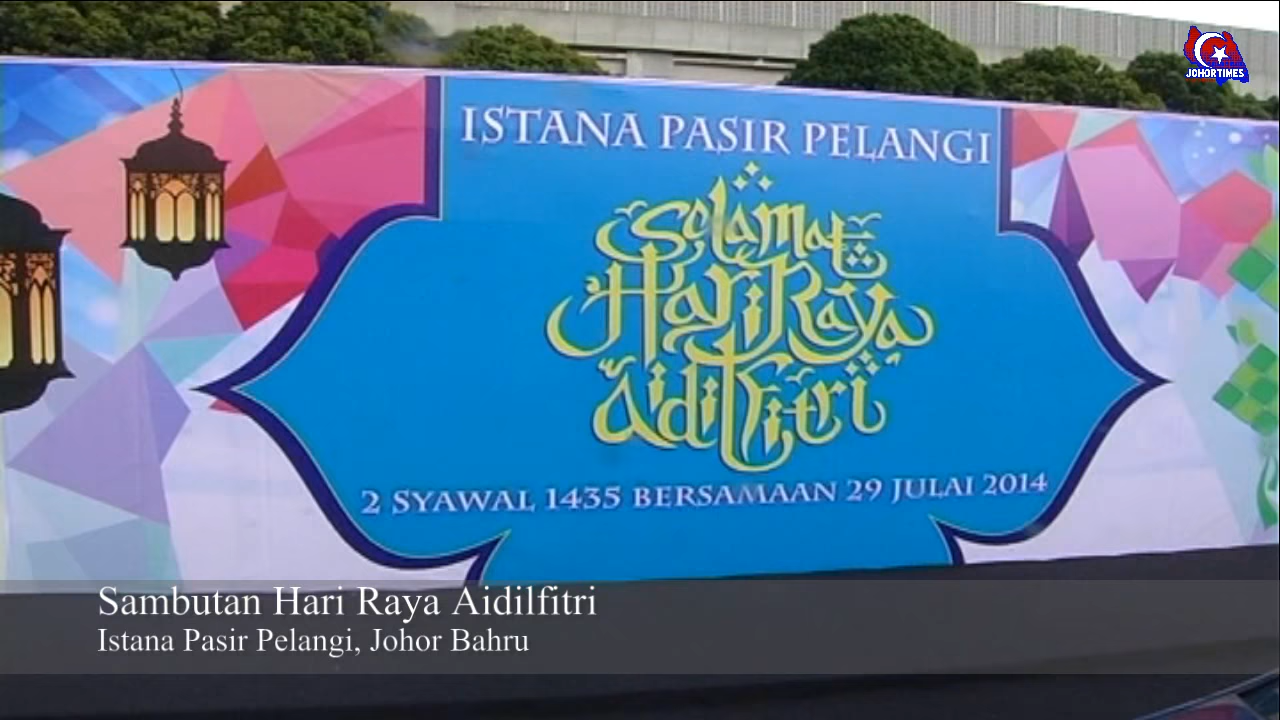 JOHORTIMES
ISTANA PASIR PELANGI
Selamat
Hari Raya
Aidilfitri
2 SYAWAL 1435 BERSAMAAN 29 JULAI 2014
Sambutan Hari Raya Aidilfitri
Istana Pasir Pelangi, Johor Bahru